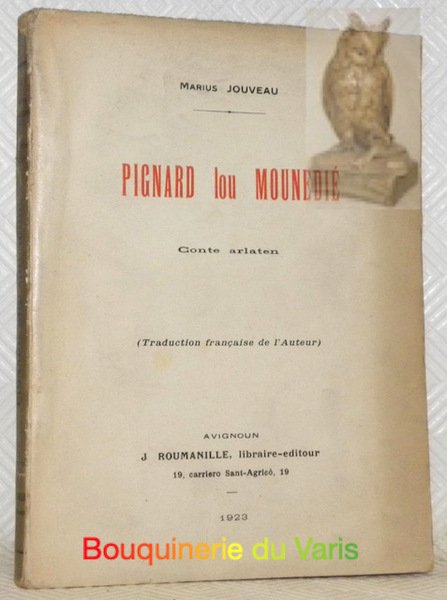 Marius JOUVEAU
PIGNARD lou MOUNEDIÉ
Conte arlaten
(Traduction française de l'Auteur)
AVIGNOUN
J. ROUMANILLE, libraire-editour
19, carriero Sant-Agricò, 19
1923
Bouquinerie du Varis